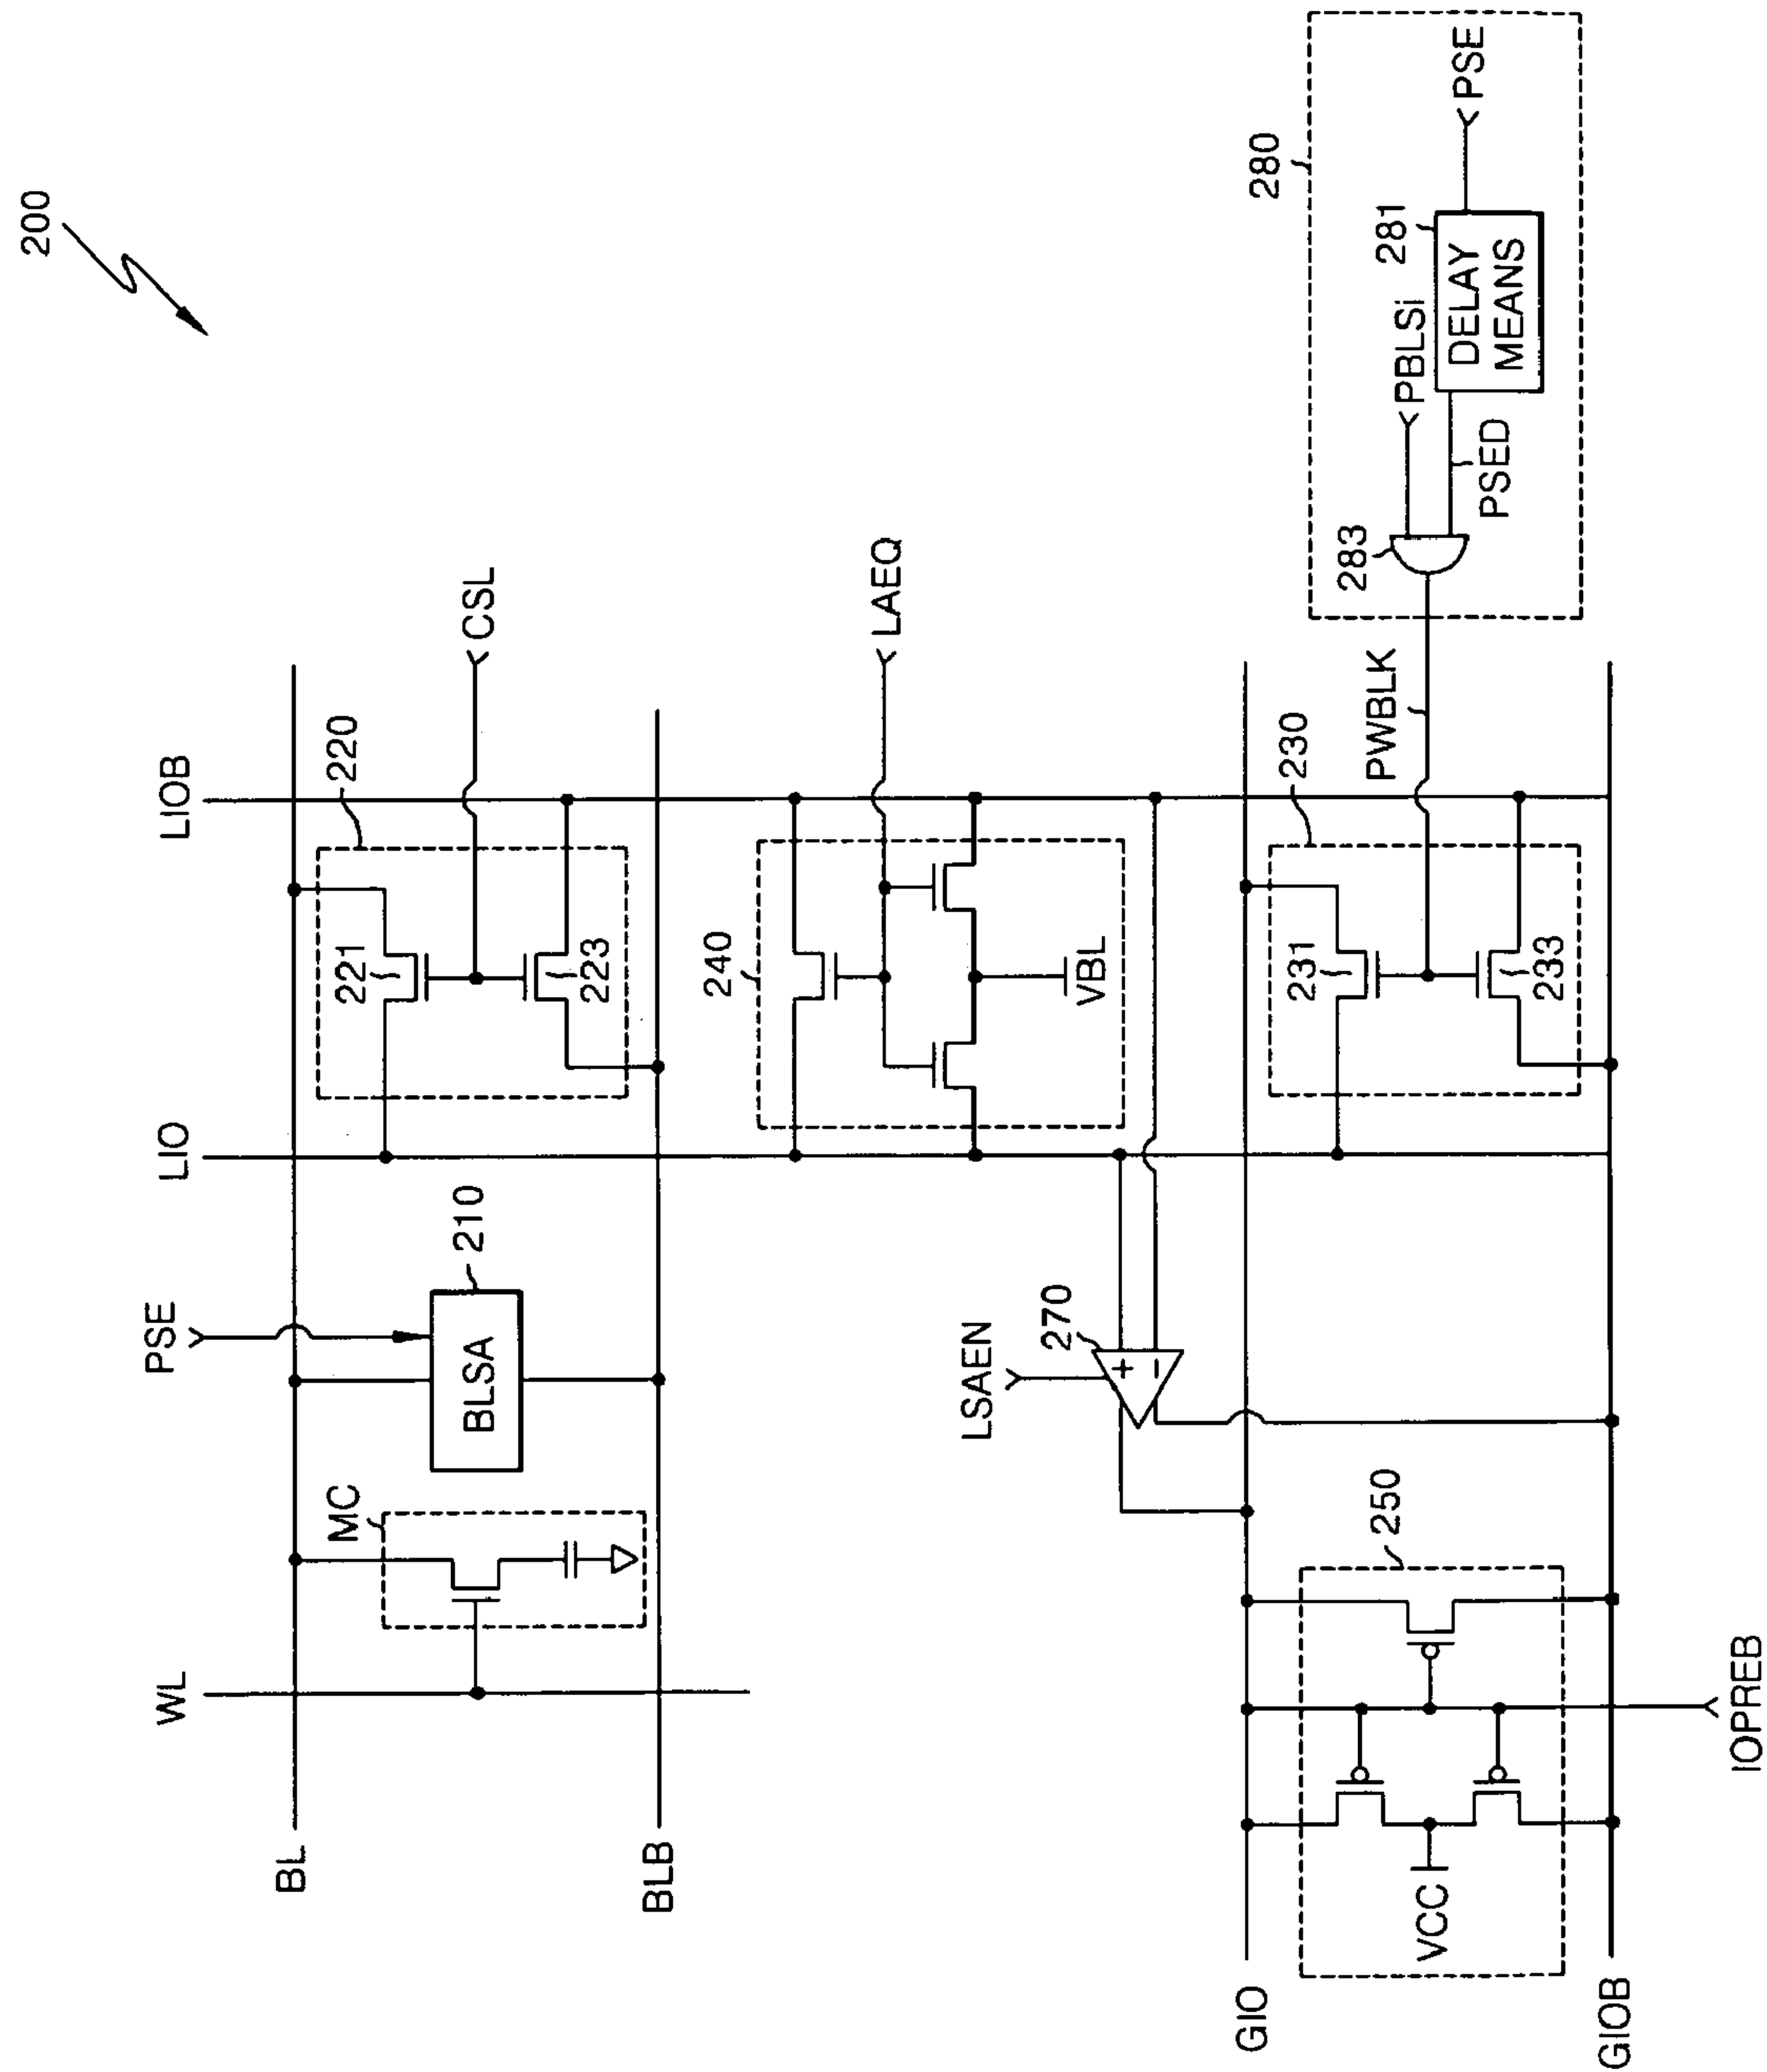 200
WL
PSE
LIO
LIOB
BL
MC
BLSA
210
221
220
223
CSL
BLB
240
LAEQ
VBL
LSAEN
270
GIO
250
VCC
231
230
233
PWBLK
280
283
PBLSi
281
DELAY
MEANS
PSE
PSED
GIOB
IOPREB